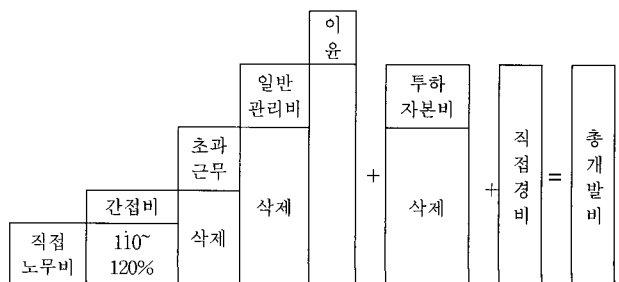 이
윤
일반
관리비
투하
자본비
초과
근무
직
접
경
비
총
개
발
비
+
삭제
+
=
간접비
삭제
삭제
직접
노무비
110~
120%